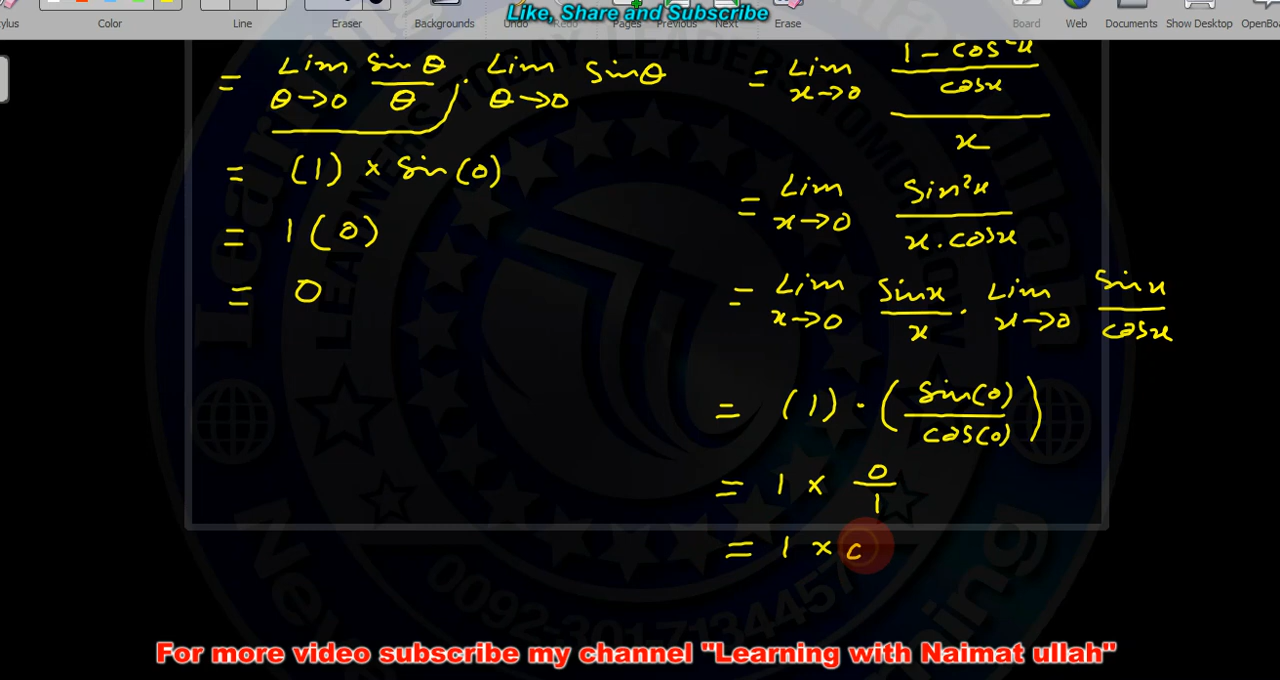 Like, Share and Subscribe
Color Line Eraser Backgrounds Undo Redo Pages Previous Next Erase Board Web Documents Show Desktop
= Lim θ→0 sinθ/θ · Lim θ→0 sinθ
= (1) × sin(0)
= 1(0)
= 0
= Lim x→0 ((1 - cos²x)/cosx)/x
= Lim x→0 sin²x/(x.cosx)
= Lim x→0 sinx/x · Lim x→0 sinx/cosx
= (1) · (sin(0)/cos(0))
= 1 × 0/1
= 1 ×
For more video subscribe my channel "Learning with Naimat ullah"